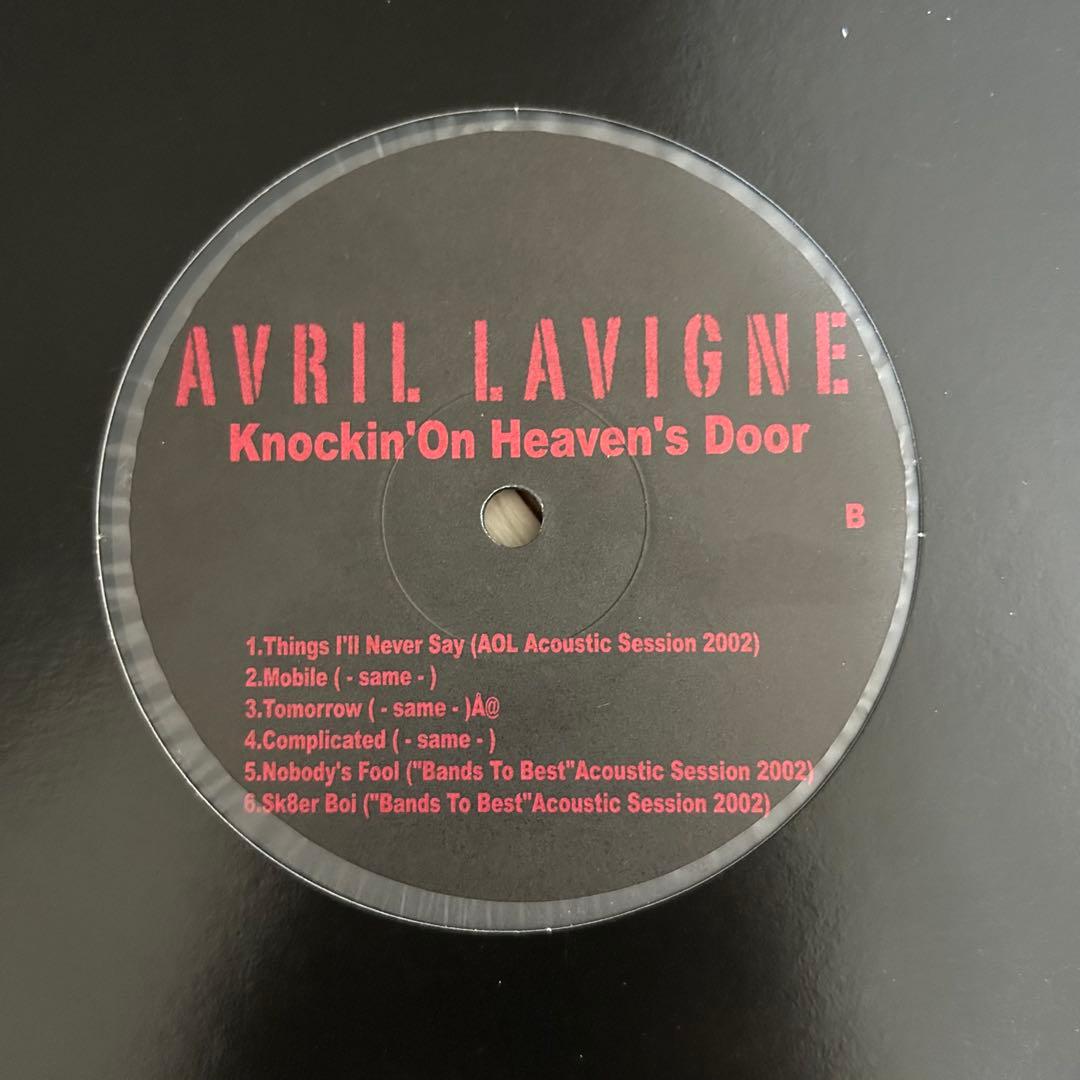 AVRIL LAVIGNE
Knockin'On Heaven's Door
B
1.Things I'll Never Say (AOL Acoustic Session 2002)
2.Mobile ( - same - )
3.Tomorrow ( - same - )Å@
4.Complicated ( - same - )
5.Nobody's Fool ("Bands To Best"Acoustic Session 2002)
6.Sk8er Boi ("Bands To Best"Acoustic Session 2002)